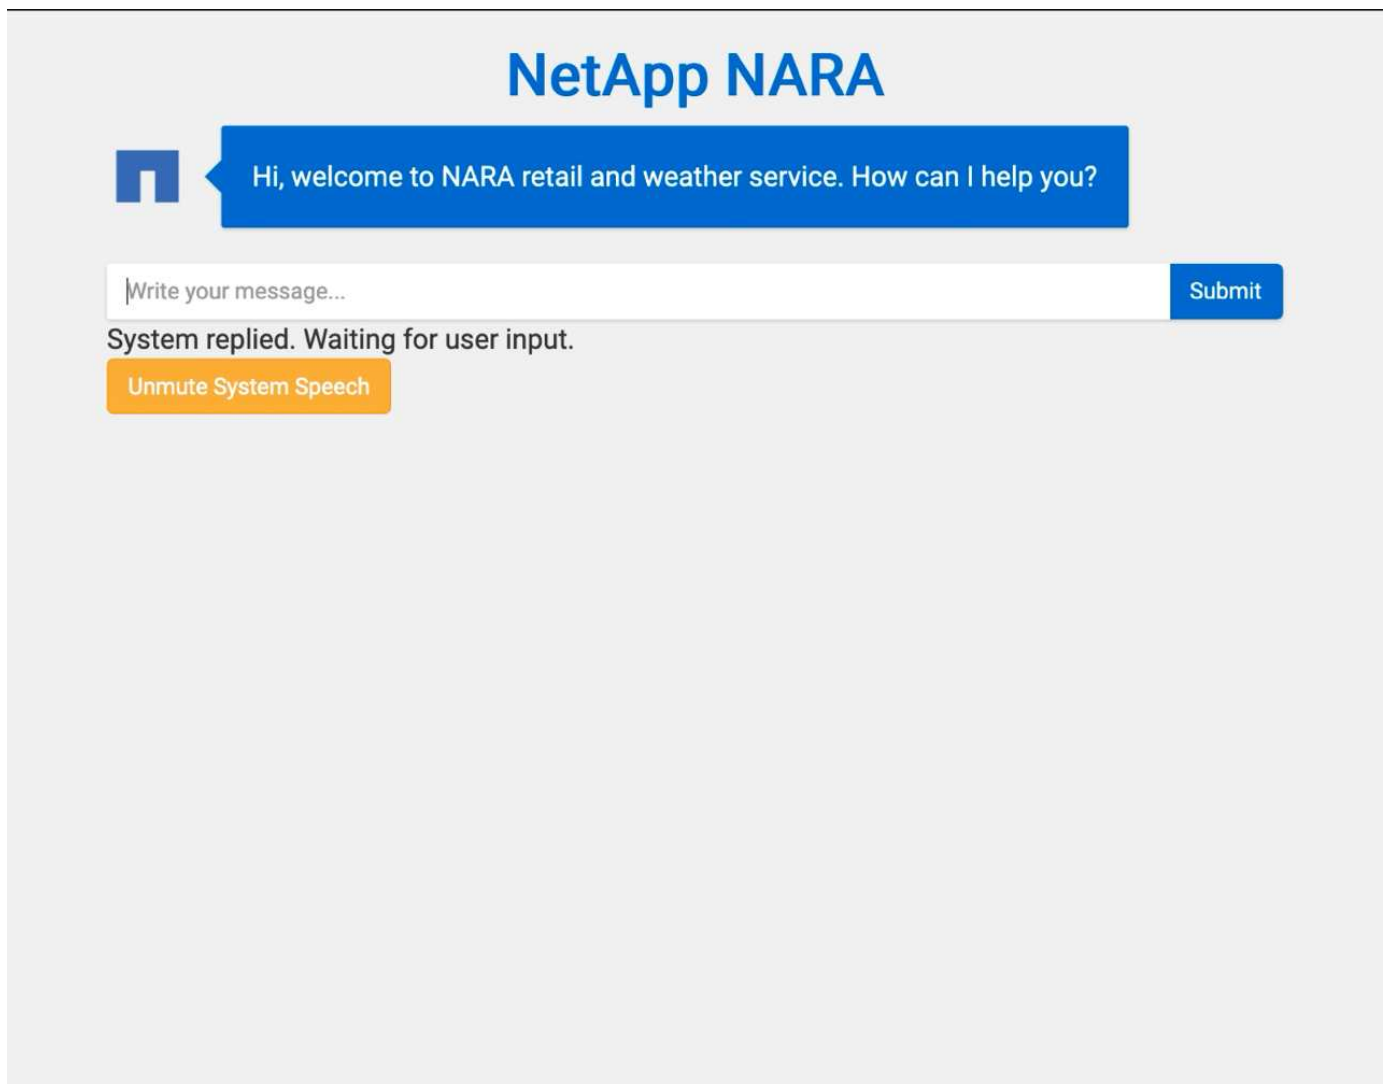 NetApp NARA
Hi, welcome to NARA retail and weather service. How can I help you?
Write your message...
Submit
System replied. Waiting for user input.
Unmute System Speech